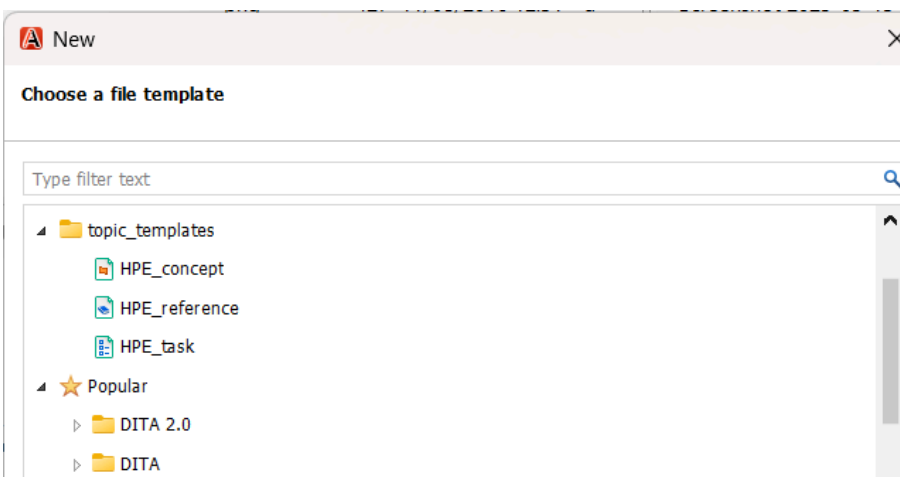 New
Choose a file template
Type filter text
topic_templates
HPE_concept
HPE_reference
HPE_task
Popular
DITA 2.0
DITA